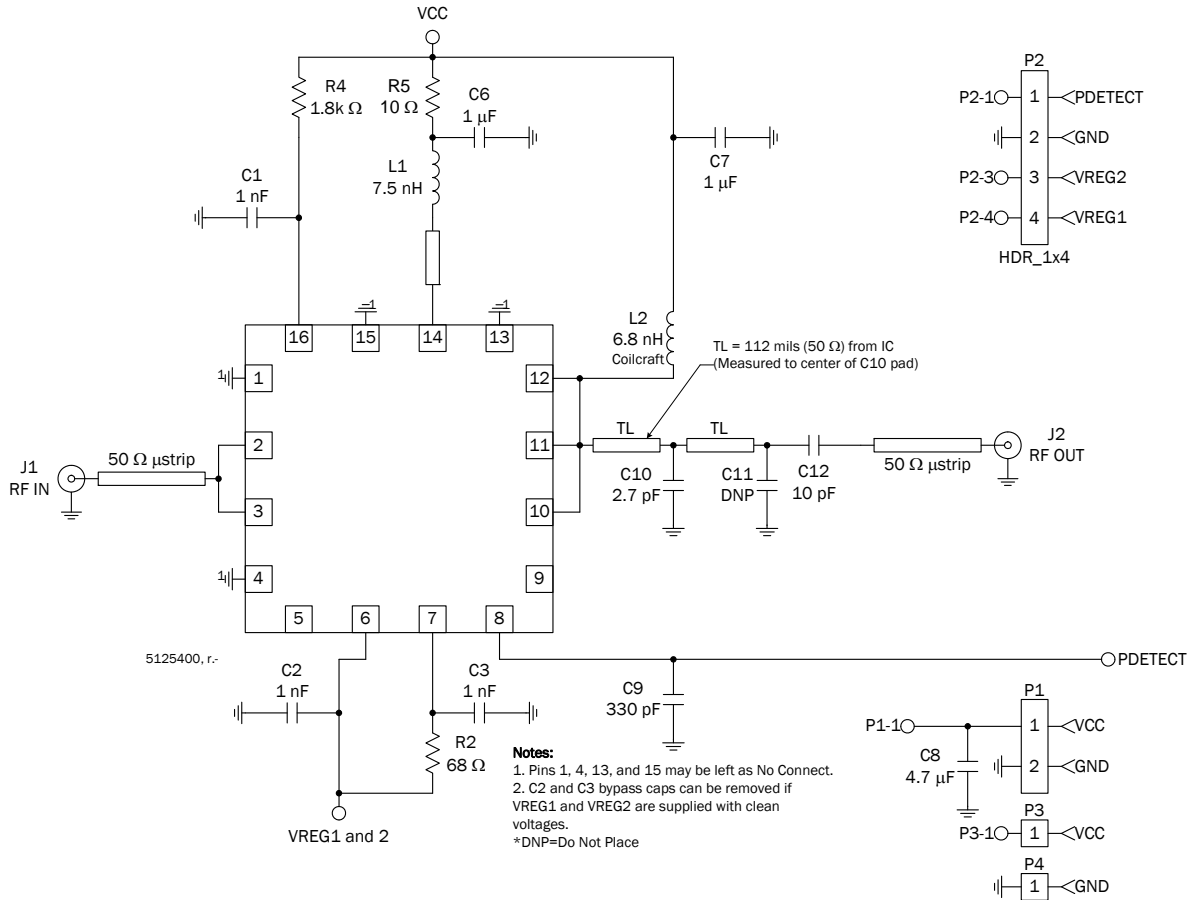 VCC
P2
R4
1.8k Ω
R5
10 Ω
C6
1 µF
P2-1
1
PDETECT
2
GND
P2-3
3
VREG2
P2-4
4
VREG1
HDR_1x4
C7
1 µF
L1
7.5 nH
C1
1 nF
1
1
16
15
14
13
L2
6.8 nH
Coilcraft
TL = 112 mils (50 Ω) from IC
(Measured to center of C10 pad)
1
1
12
2
11
TL
TL
J1
RF IN
50 Ω µstrip
3
10
C10
2.7 pF
C11
DNP
C12
10 pF
50 Ω µstrip
J2
RF OUT
1
4
9
5
6
7
8
5125400, r.-
PDETECT
C2
1 nF
C3
1 nF
C9
330 pF
R2
68 Ω
VREG1 and 2
Notes:
1. Pins 1, 4, 13, and 15 may be left as No Connect.
2. C2 and C3 bypass caps can be removed if
VREG1 and VREG2 are supplied with clean
voltages.
*DNP=Do Not Place
P1
P1-1
1
VCC
2
GND
C8
4.7 µF
P3
P3-1
1
VCC
P4
1
GND